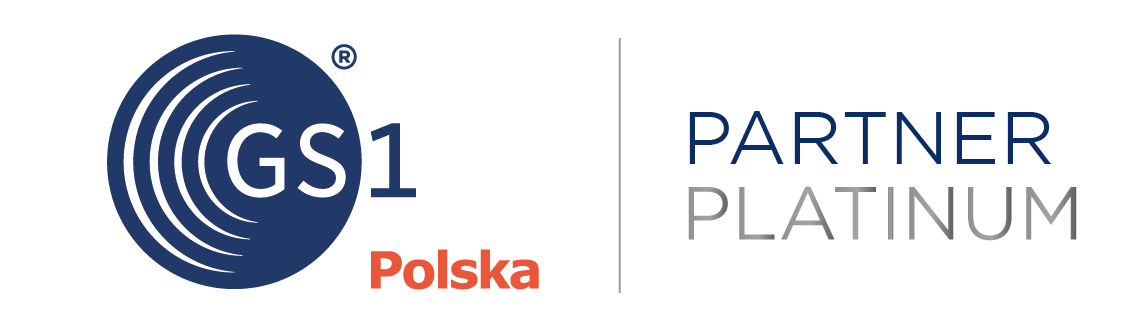 GS1®
Polska
PARTNER
PLATINUM